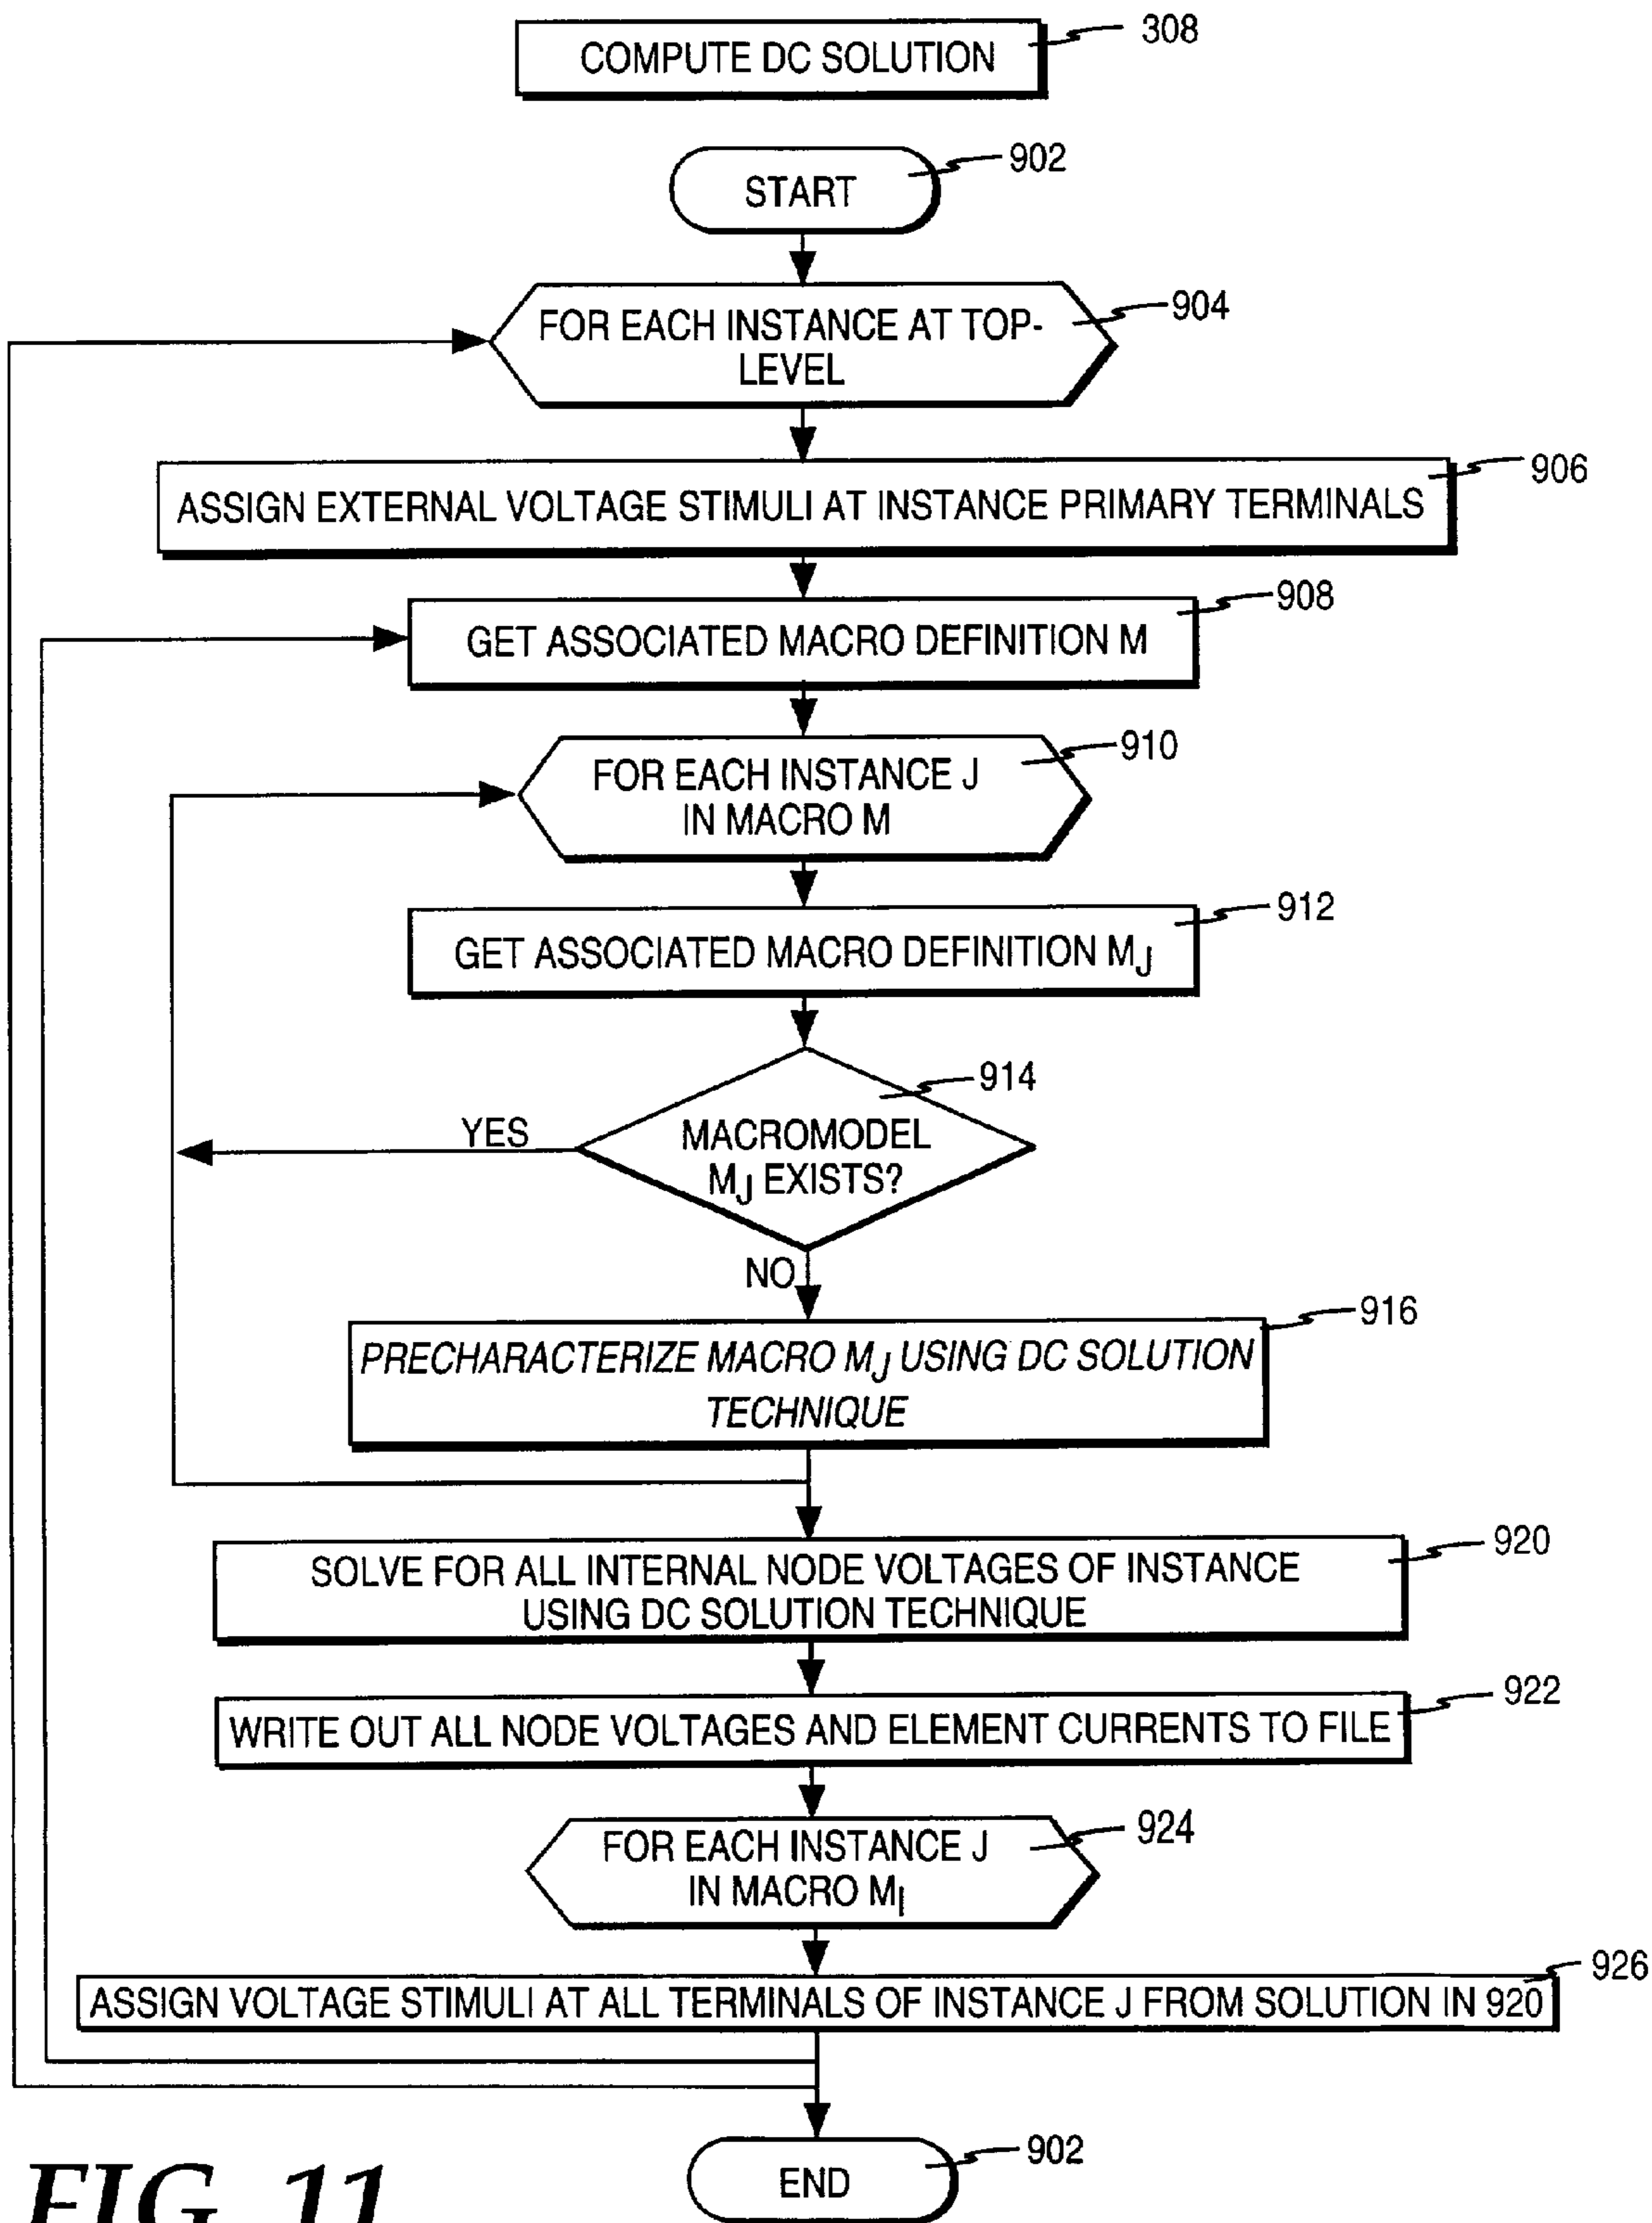 COMPUTE DC SOLUTION
308
START
902
FOR EACH INSTANCE AT TOP-
LEVEL
904
ASSIGN EXTERNAL VOLTAGE STIMULI AT INSTANCE PRIMARY TERMINALS
906
GET ASSOCIATED MACRO DEFINITION M
908
FOR EACH INSTANCE J
IN MACRO M
910
GET ASSOCIATED MACRO DEFINITION MJ
912
MACROMODEL
MJ EXISTS?
914
YES
NO
PRECHARACTERIZE MACRO MJ USING DC SOLUTION
TECHNIQUE
916
SOLVE FOR ALL INTERNAL NODE VOLTAGES OF INSTANCE
USING DC SOLUTION TECHNIQUE
920
WRITE OUT ALL NODE VOLTAGES AND ELEMENT CURRENTS TO FILE
922
FOR EACH INSTANCE J
IN MACRO MI
924
ASSIGN VOLTAGE STIMULI AT ALL TERMINALS OF INSTANCE J FROM SOLUTION IN 920
926
END
902
FIG. 11